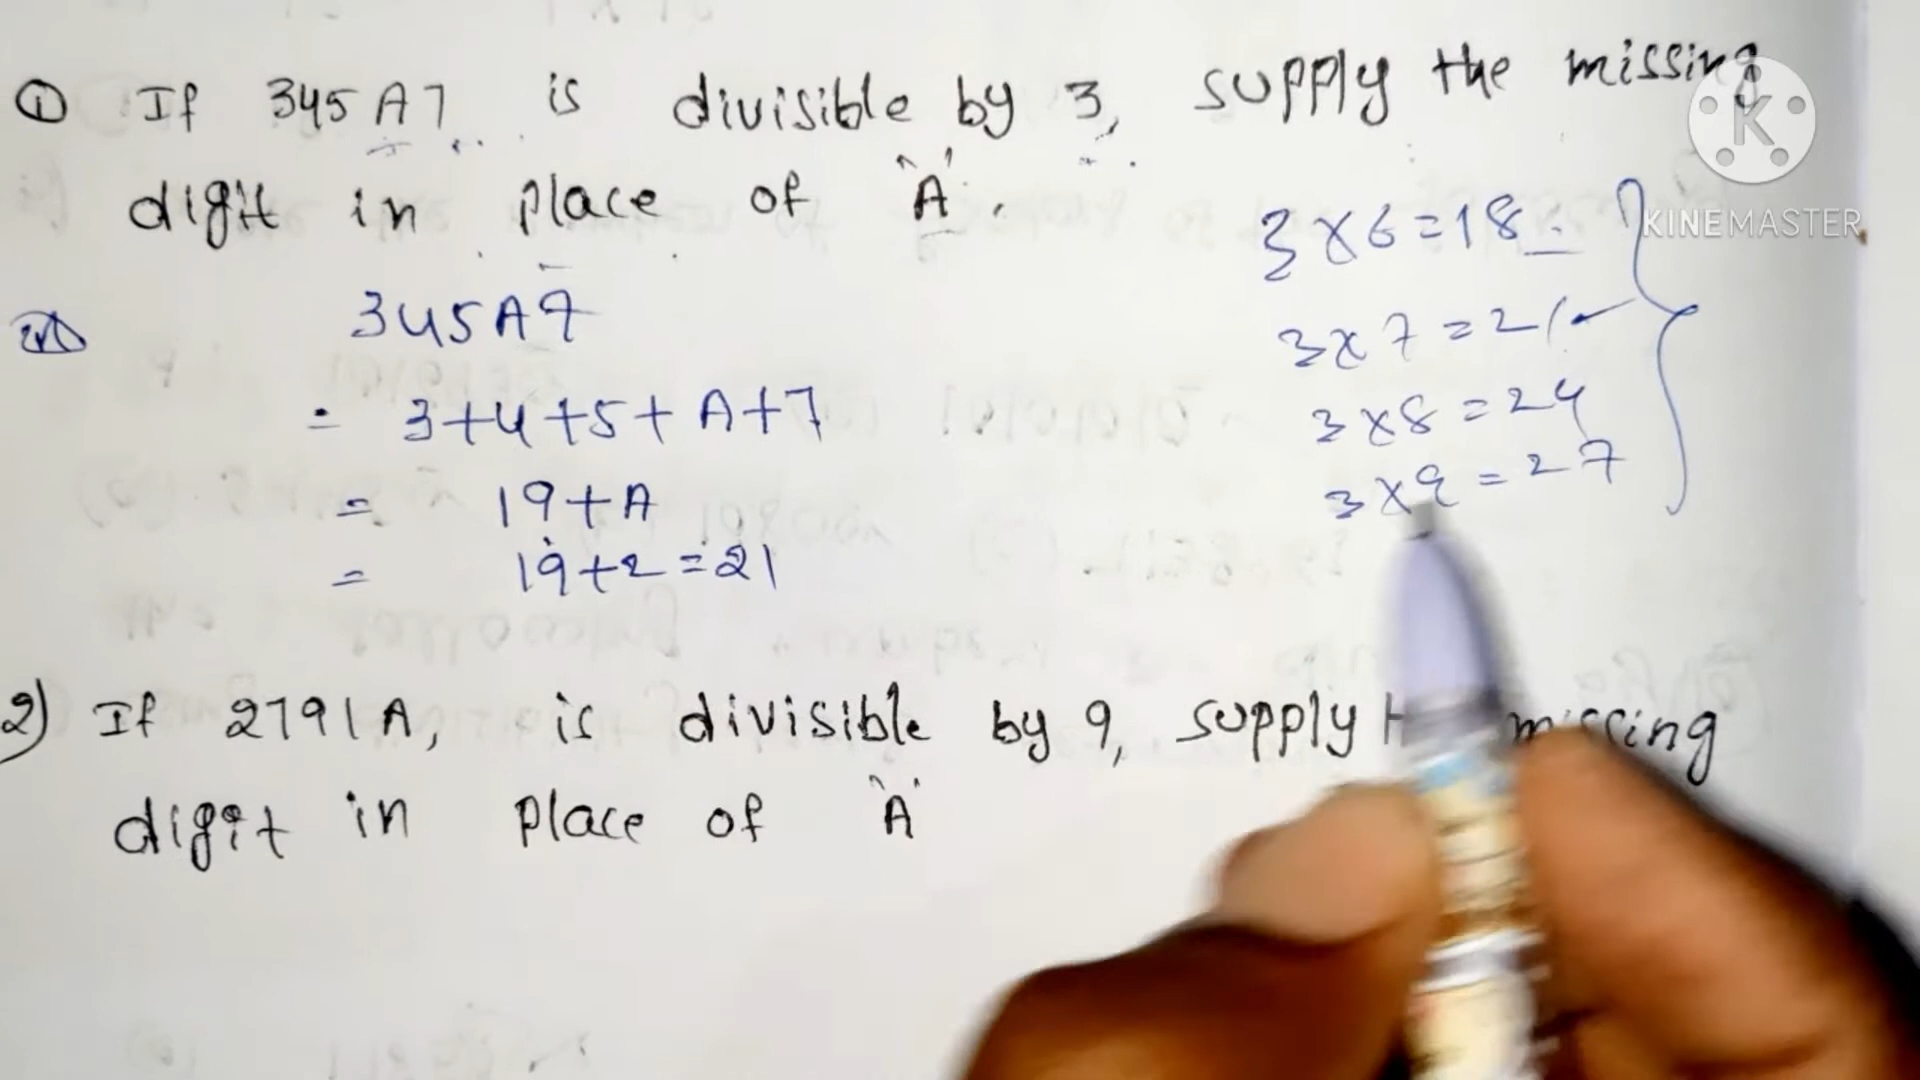 ① If 345A7 is divisible by 3, supply the missing
digit in place of 'A'.
345A7
= 3+4+5+A+7
= 19+A
= 19+2=21
3×6=18
3×7=21
3×8=24
3×9=27
2) If 2791A, is divisible by 9, supply missing
digit in place of 'A'
K
KINEMASTER